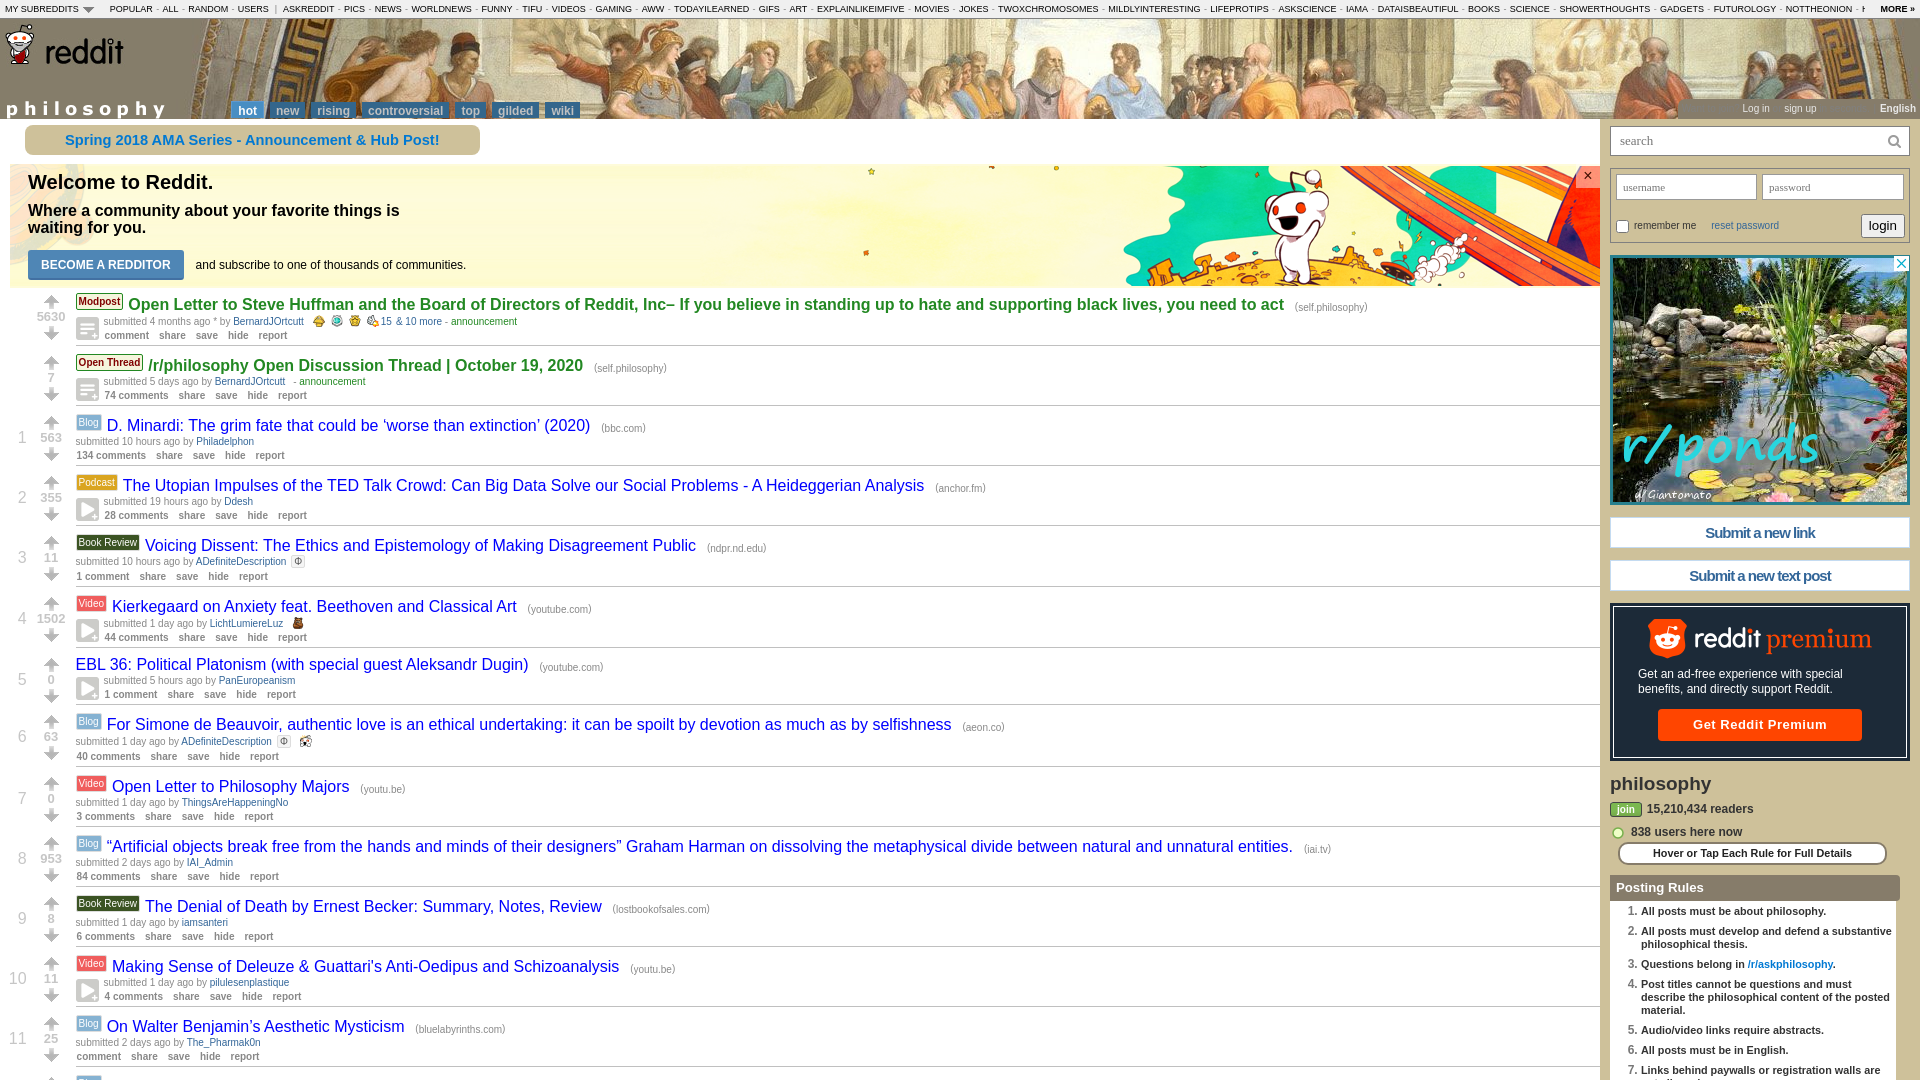 MY SUBREDDITS POPULAR - ALL - RANDOM - USERS | ASKREDDIT - PICS - NEWS - WORLDNEWS - FUNNY - TIFU - VIDEOS - GAMING - AWW - TODAYILEARNED - GIFS - ART - EXPLAINLIKEIMFIVE - MOVIES - JOKES - TWOXCHROMOSOMES - MILDLYINTERESTING - LIFEPROTIPS - ASKSCIENCE - IAMA - DATAISBEAUTIFUL - BOOKS - SCIENCE - SHOWERTHOUGHTS - GADGETS - FUTUROLOGY - NOTTHEONION - MORE »
reddit
philosophy hot new rising controversial top gilded wiki
Log in sign up English
Spring 2018 AMA Series - Announcement & Hub Post!
Welcome to Reddit.
Where a community about your favorite things is
waiting for you.
BECOME A REDDITOR and subscribe to one of thousands of communities.
×
Modpost Open Letter to Steve Huffman and the Board of Directors of Reddit, Inc– If you believe in standing up to hate and supporting black lives, you need to act (self.philosophy)
5630
submitted 4 months ago * by BernardJOrtcutt 15 & 10 more - announcement
comment share save hide report
Open Thread /r/philosophy Open Discussion Thread | October 19, 2020 (self.philosophy)
7
submitted 5 days ago by BernardJOrtcutt - announcement
74 comments share save hide report
Blog D. Minardi: The grim fate that could be ‘worse than extinction’ (2020) (bbc.com)
1 563
submitted 10 hours ago by Philadelphon
134 comments share save hide report
Podcast The Utopian Impulses of the TED Talk Crowd: Can Big Data Solve our Social Problems - A Heideggerian Analysis (anchor.fm)
2 355
submitted 19 hours ago by Ddesh
28 comments share save hide report
Book Review Voicing Dissent: The Ethics and Epistemology of Making Disagreement Public (ndpr.nd.edu)
3 11
submitted 10 hours ago by ADefiniteDescription Φ
1 comment share save hide report
Video Kierkegaard on Anxiety feat. Beethoven and Classical Art (youtube.com)
4 1502
submitted 1 day ago by LichtLumiereLuz
44 comments share save hide report
EBL 36: Political Platonism (with special guest Aleksandr Dugin) (youtube.com)
5 0
submitted 5 hours ago by PanEuropeanism
1 comment share save hide report
Blog For Simone de Beauvoir, authentic love is an ethical undertaking: it can be spoilt by devotion as much as by selfishness (aeon.co)
6 63
submitted 1 day ago by ADefiniteDescription Φ
40 comments share save hide report
Video Open Letter to Philosophy Majors (youtu.be)
7 0
submitted 1 day ago by ThingsAreHappeningNo
3 comments share save hide report
Blog “Artificial objects break free from the hands and minds of their designers” Graham Harman on dissolving the metaphysical divide between natural and unnatural entities. (iai.tv)
8 953
submitted 2 days ago by IAI_Admin
84 comments share save hide report
Book Review The Denial of Death by Ernest Becker: Summary, Notes, Review (lostbookofsales.com)
9 8
submitted 1 day ago by iamsanteri
6 comments share save hide report
Video Making Sense of Deleuze & Guattari's Anti-Oedipus and Schizoanalysis (youtu.be)
10 11
submitted 1 day ago by pilulesenplastique
4 comments share save hide report
Blog On Walter Benjamin’s Aesthetic Mysticism (bluelabyrinths.com)
11 25
submitted 2 days ago by The_Pharmak0n
comment share save hide report
search
username password
remember me reset password login
r/ponds
d/Giantomato
Submit a new link
Submit a new text post
reddit premium
Get an ad-free experience with special
benefits, and directly support Reddit.
Get Reddit Premium
philosophy
join 15,210,434 readers
838 users here now
Hover or Tap Each Rule for Full Details
Posting Rules
1. All posts must be about philosophy.
2. All posts must develop and defend a substantive
philosophical thesis.
3. Questions belong in /r/askphilosophy.
4. Post titles cannot be questions and must
describe the philosophical content of the posted
material.
5. Audio/video links require abstracts.
6. All posts must be in English.
7. Links behind paywalls or registration walls are